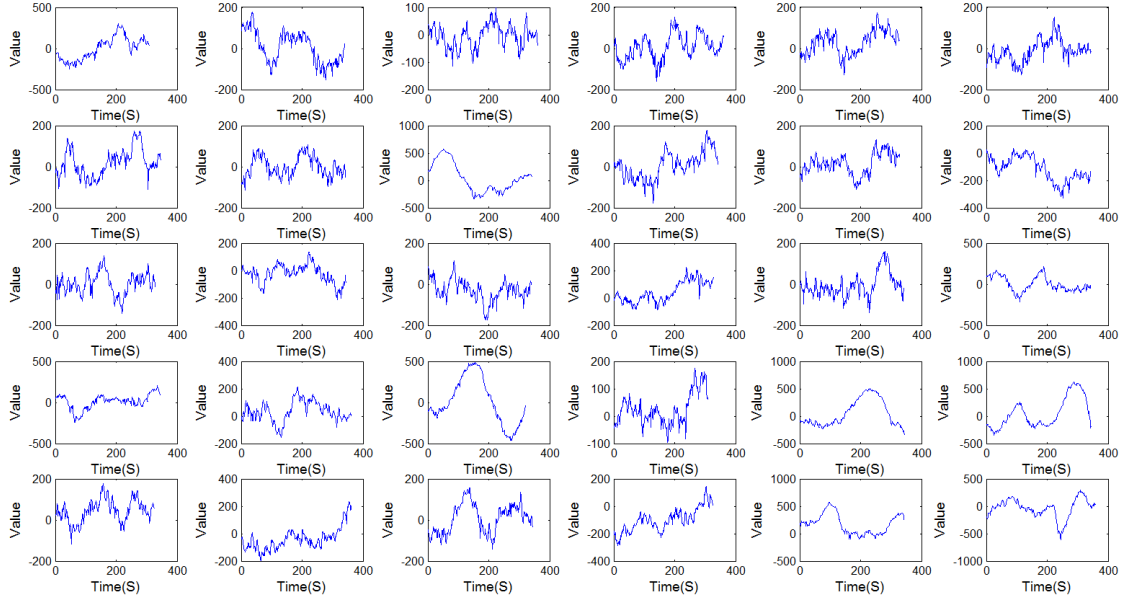 500 200 100 200 200 200
Value Value Value Value Value Value
0 0 0 0 0 0
-100
-500 -200 -200 -200 -200 -200
0 200 400 0 200 400 0 200 400 0 200 400 0 200 400 0 200 400
Time(S) Time(S) Time(S) Time(S) Time(S) Time(S)
200 200 1000 200 200 200
Value Value Value Value Value Value
500 0
0 0 0 0 0 -200
-200 -200 -500 -200 -200 -400
0 200 400 0 200 400 0 200 400 0 200 400 0 200 400 0 200 400
Time(S) Time(S) Time(S) Time(S) Time(S) Time(S)
200 200 200 400 200 500
Value Value Value Value Value Value
0 200
0 -200 0 0 0 0
-200 -400 -200 -200 -200 -500
0 200 400 0 200 400 0 200 400 0 200 400 0 200 400 0 200 400
Time(S) Time(S) Time(S) Time(S) Time(S) Time(S)
500 400 500 200 1000 1000
Value Value Value Value Value Value
200 100 500 500
0 0 0 0 0 0
-500 -200 -500 -100 -500 -500
0 200 400 0 200 400 0 200 400 0 200 400 0 200 400 0 200 400
Time(S) Time(S) Time(S) Time(S) Time(S) Time(S)
200 400 200 200 1000 500
Value Value Value Value Value Value
200 0 500 0
0 0 0 -200 0 -500
-200 -200 -200 -400 -500 -1000
0 200 400 0 200 400 0 200 400 0 200 400 0 200 400 0 200 400
Time(S) Time(S) Time(S) Time(S) Time(S) Time(S)